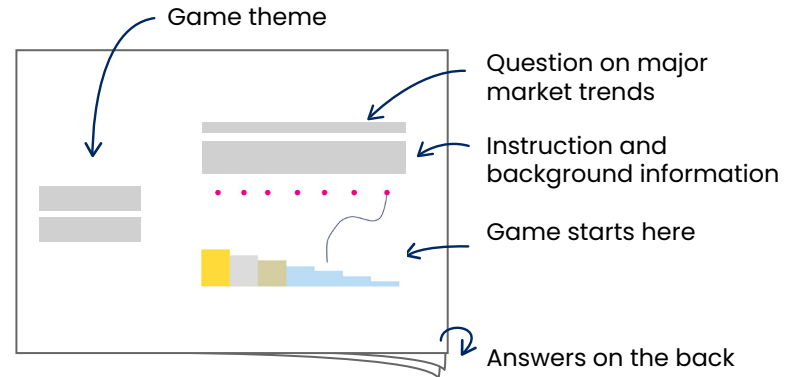 Game theme
Question on major
market trends
Instruction and
background information
Game starts here
Answers on the back